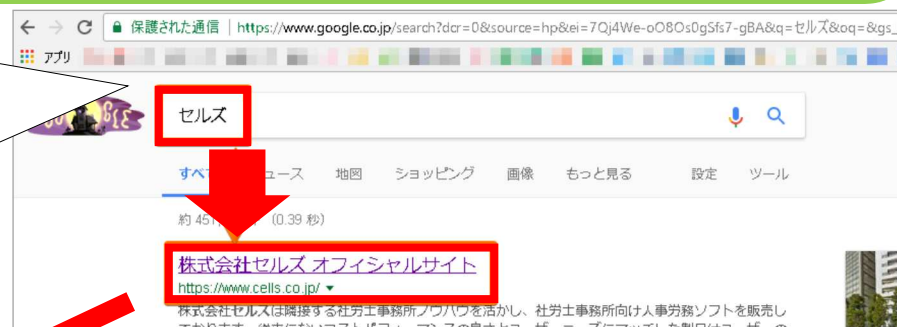 保護された通信 | https://www.google.co.jp/search?dcr=0&source=hp&ei=7Qj4We-oO8Os0gSfs7-gBA&q=セルズ&oq=&gs_
アプリ
セルズ
すべ ュース 地図 ショッピング 画像 もっと見る 設定 ツール
約 451 (0.39 秒)
株式会社セルズ オフィシャルサイト
https://www.cells.co.jp/
株式会社セルズは隣接する社労士事務所ノウハウを活かし、社労士事務所向け人事労務ソフトを販売し